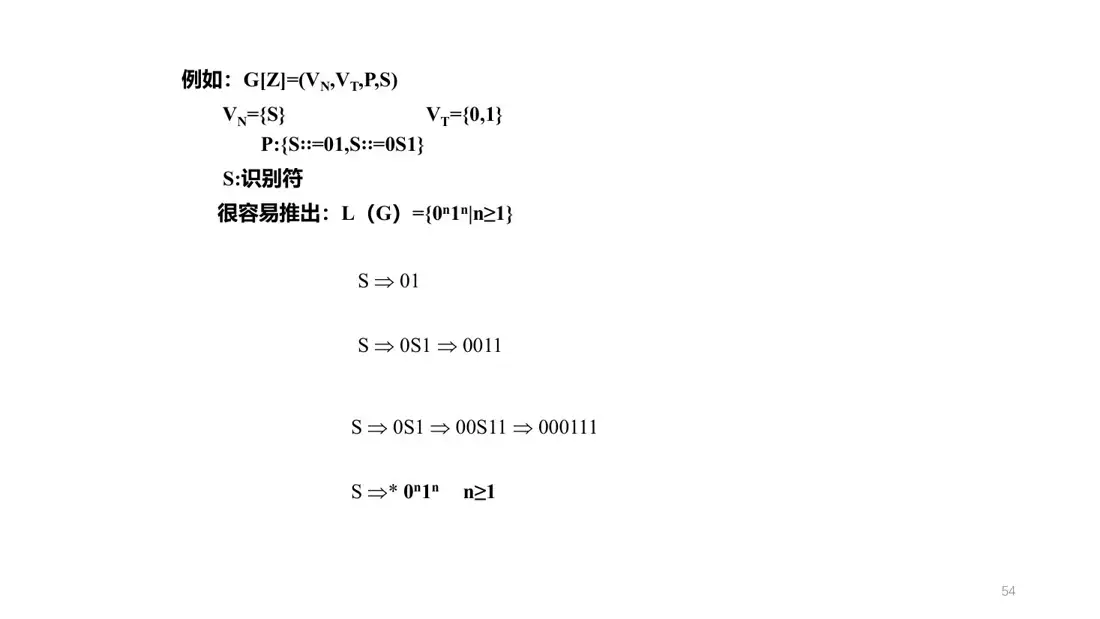 例如：G[Z]=(VN,VT,P,S)
VN={S} VT={0,1}
P:{S::=01,S::=0S1}
S:识别符
很容易推出：L（G）={0ⁿ1ⁿ|n≥1}
S ⇒ 01
S ⇒ 0S1 ⇒ 0011
S ⇒ 0S1 ⇒ 00S11 ⇒ 000111
S ⇒* 0ⁿ1ⁿ n≥1
54